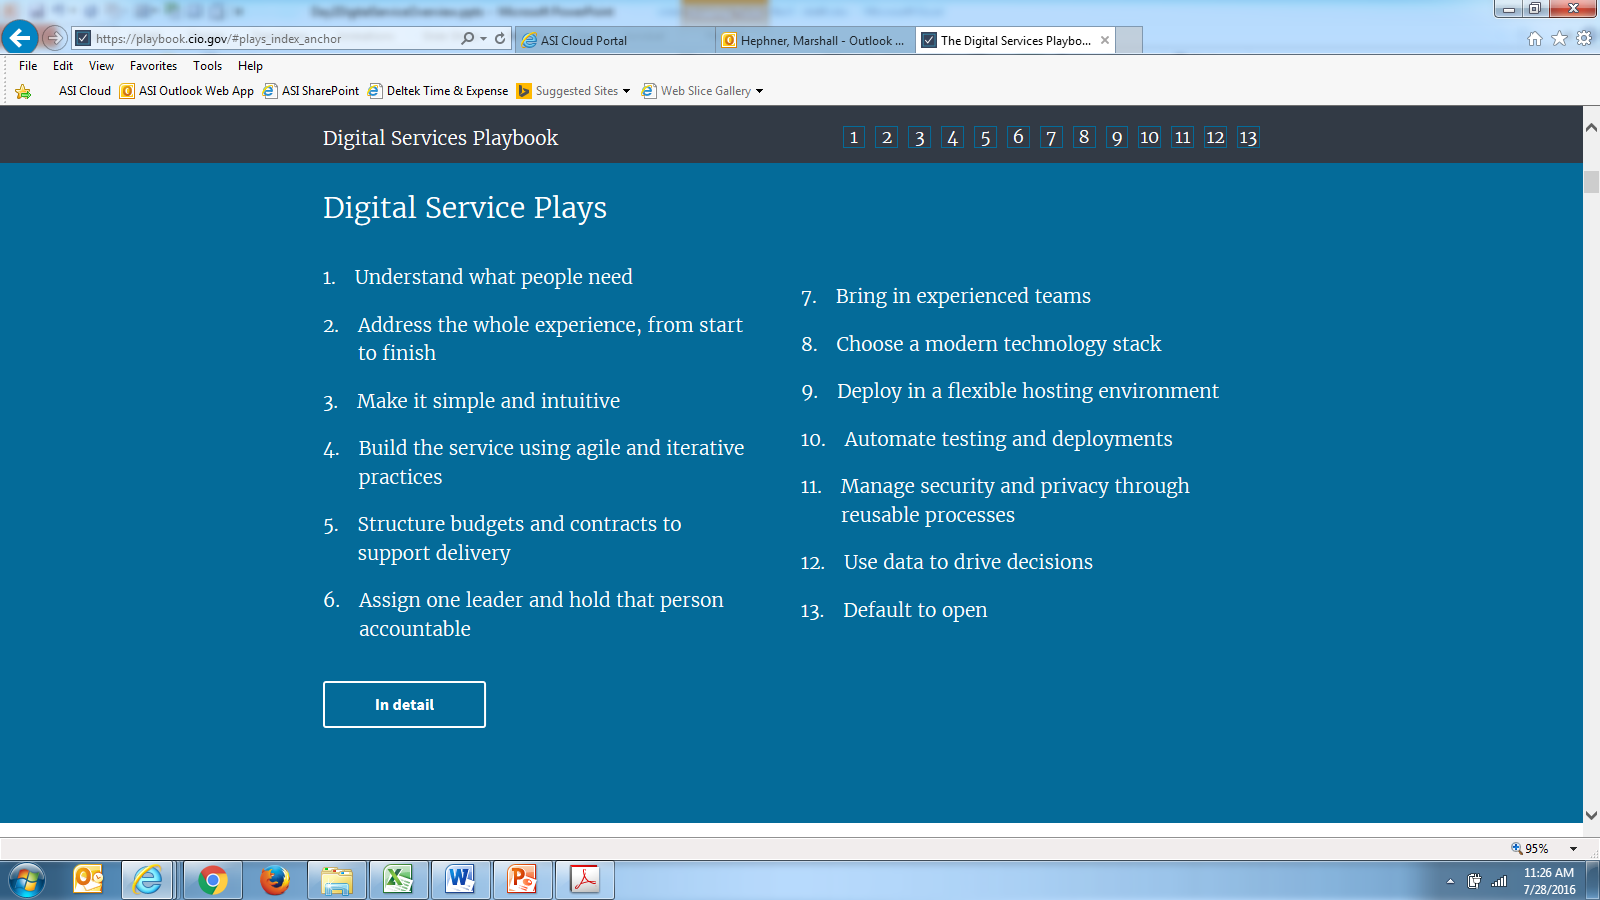 Day2DigitalServiceOverview.pptx - Microsoft PowerPoint
https://playbook.cio.gov/#plays_index_anchor
ASI Cloud Portal
Hephner, Marshall - Outlook ...
The Digital Services Playbo...
File Edit View Favorites Tools Help
ASI Cloud ASI Outlook Web App ASI SharePoint Deltek Time & Expense Suggested Sites Web Slice Gallery
Digital Services Playbook 1 2 3 4 5 6 7 8 9 10 11 12 13
Digital Service Plays
1. Understand what people need
2. Address the whole experience, from start
to finish
3. Make it simple and intuitive
4. Build the service using agile and iterative
practices
5. Structure budgets and contracts to
support delivery
6. Assign one leader and hold that person
accountable
7. Bring in experienced teams
8. Choose a modern technology stack
9. Deploy in a flexible hosting environment
10. Automate testing and deployments
11. Manage security and privacy through
reusable processes
12. Use data to drive decisions
13. Default to open
In detail
95%
11:26 AM
7/28/2016